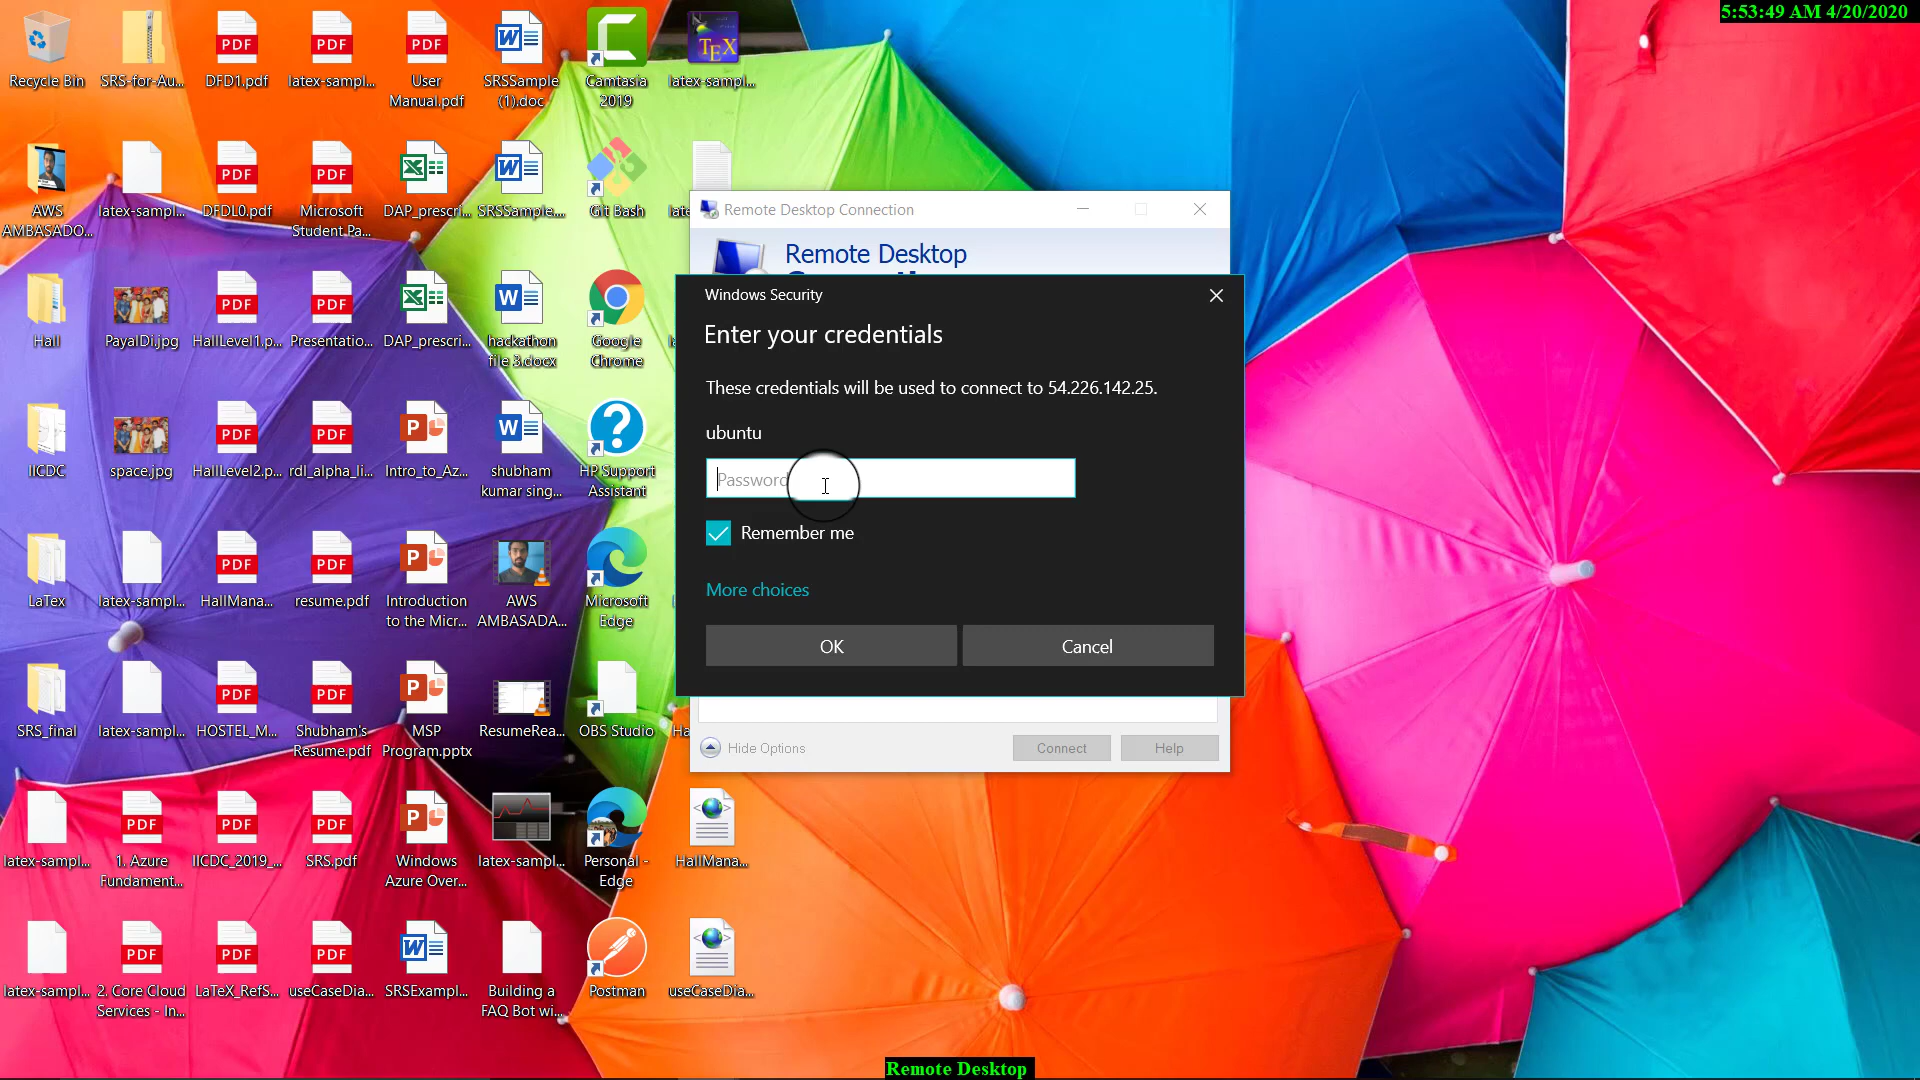 5:53:49 AM 4/20/2020
Recycle Bin
SRS-for-Au...
DFD1.pdf
latex-sampl...
User
Manual.pdf
SRSSample
(1).doc
Camtasia
2019
latex-sampl...
AWS
AMBASADO...
latex-sampl...
DFDL0.pdf
Microsoft
Student Pa...
DAP_prescri...
SRSSample....
Git Bash
Hall
PayalDi.jpg
HallLevel1.p...
Presentatio...
DAP_prescri...
hackathon
file 3.docx
Google
Chrome
IICDC
space.jpg
HallLevel2.p...
rdl_alpha_li...
Intro_to_Az...
shubham
kumar sing...
HP Support
Assistant
LaTex
latex-sampl...
HallMana...
resume.pdf
Introduction
to the Micr...
AWS
AMBASADA...
Microsoft
Edge
SRS_final
latex-sampl...
HOSTEL_M...
Shubham's
Resume.pdf
MSP
Program.pptx
ResumeRea...
OBS Studio
latex-sampl...
1. Azure
Fundament...
IICDC_2019_...
SRS.pdf
Windows
Azure Over...
latex-sampl...
Personal -
Edge
HallMana...
latex-sampl...
2. Core Cloud
Services - In...
LaTeX_RefS...
useCaseDia...
SRSExampl...
Building a
FAQ Bot wi...
Postman
useCaseDia...
Remote Desktop Connection
Remote Desktop
Windows Security
Enter your credentials
These credentials will be used to connect to 54.226.142.25.
ubuntu
Password
Remember me
More choices
OK
Cancel
Hide Options
Connect
Help
Remote Desktop